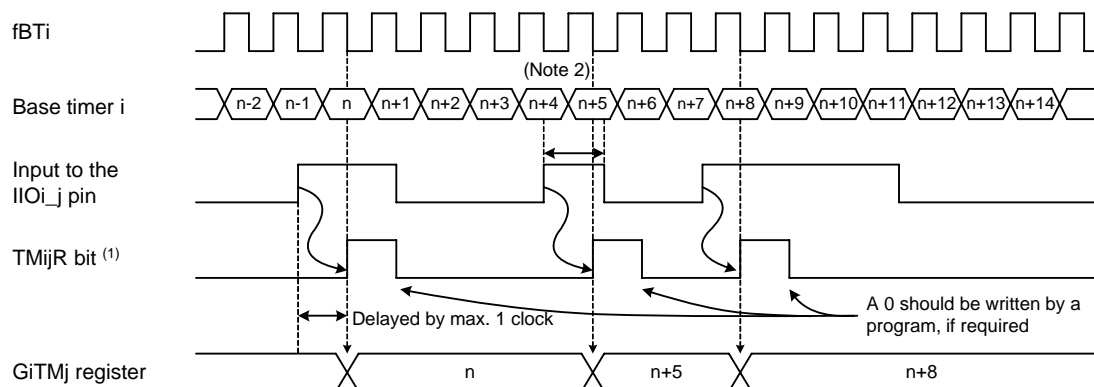 fBTi
(Note 2)
Base timer i
n-2 n-1 n n+1 n+2 n+3 n+4 n+5 n+6 n+7 n+8 n+9 n+10 n+11 n+12 n+13 n+14
Input to the
IIOi_j pin
TMijR bit (1)
Delayed by max. 1 clock
A 0 should be written by a
program, if required
GiTMj register
n n+5 n+8